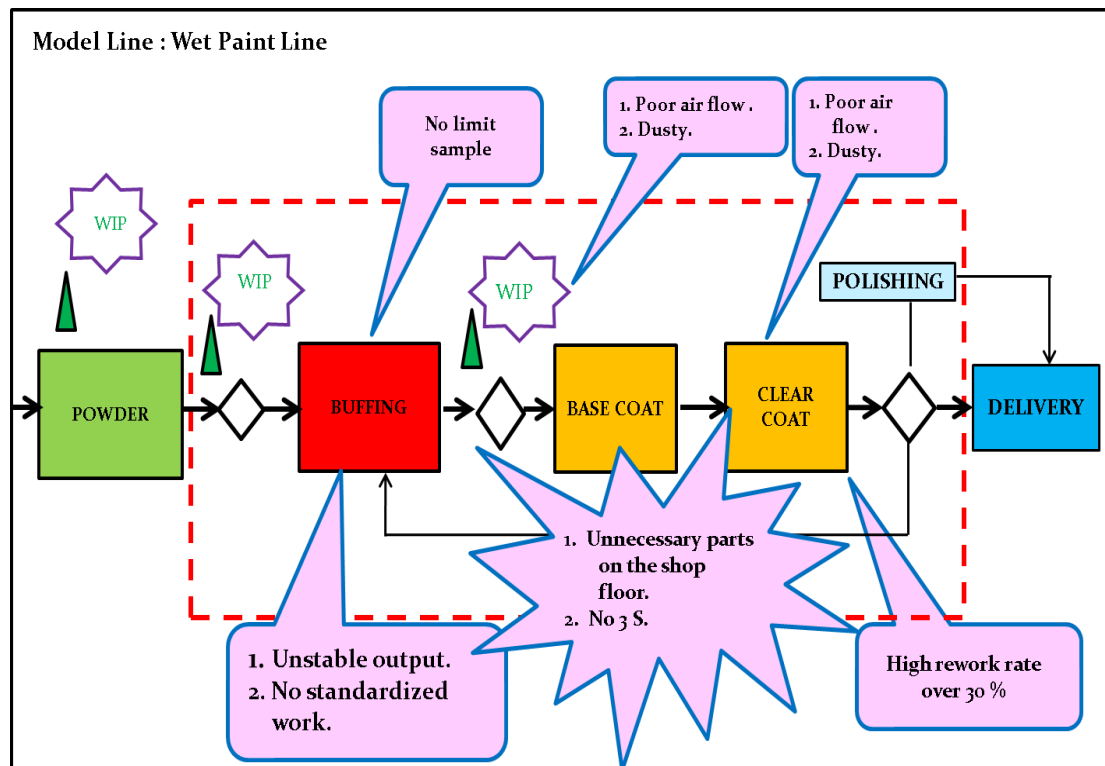 Model Line : Wet Paint Line
No limit
sample
1. Poor air flow .
2. Dusty.
1. Poor air
flow .
2. Dusty.
WIP
WIP
WIP
POLISHING
POWDER
BUFFING
BASE COAT
CLEAR
COAT
DELIVERY
1. Unnecessary parts
on the shop
floor.
2. No 3 S.
1. Unstable output.
2. No standardized
work.
High rework rate
over 30 %